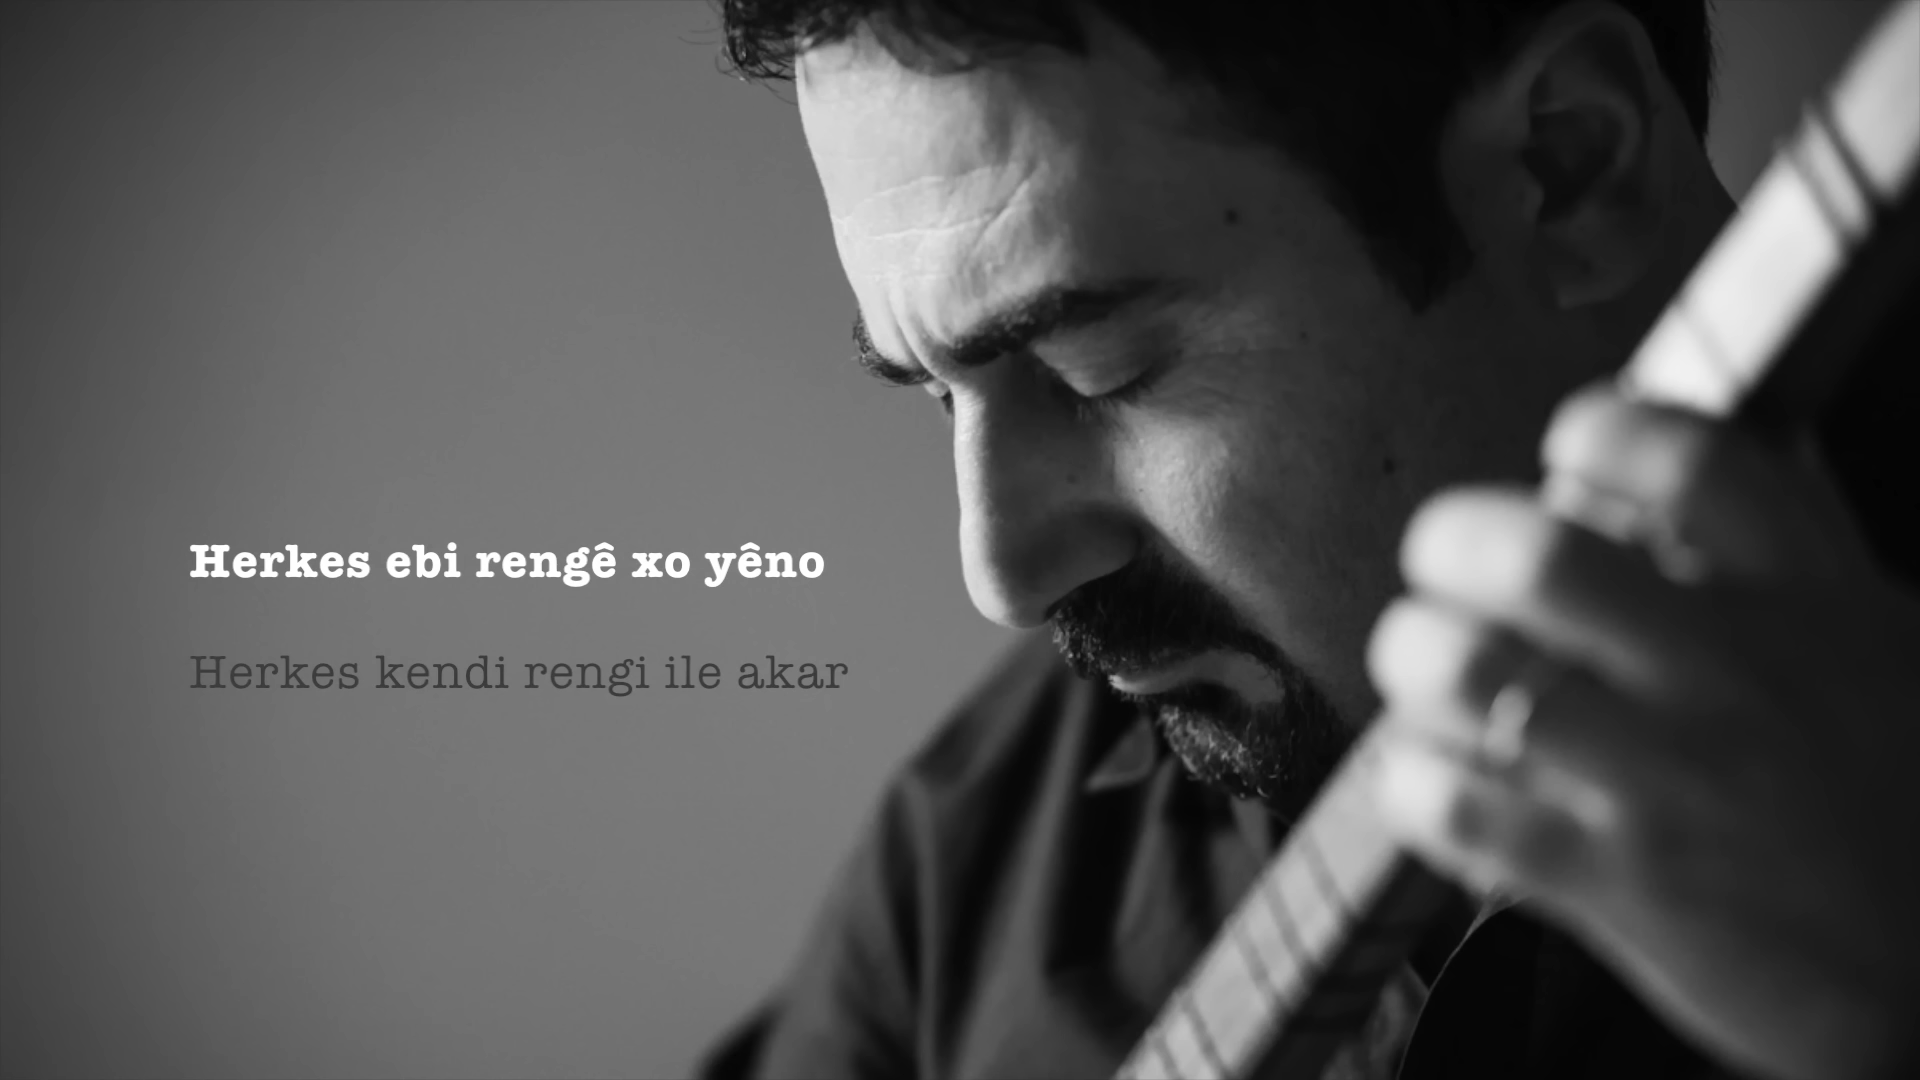 Herkes ebi rengê xo yêno
Herkes kendi rengi ile akar